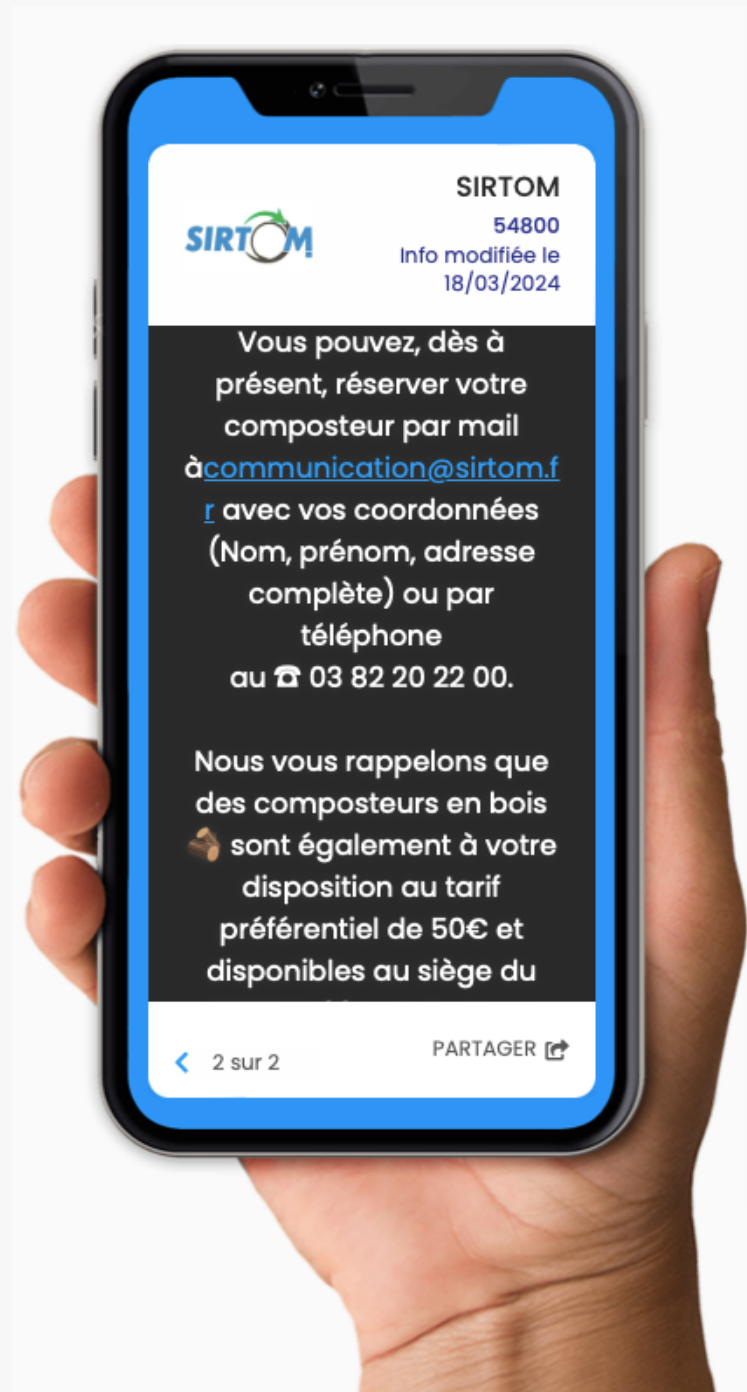 SIRTOM
SIRTOM
54800
Info modifiée le
18/03/2024
Vous pouvez, dès à
présent, réserver votre
composteur par mail
àcommunication@sirtom.f
r avec vos coordonnées
(Nom, prénom, adresse
complète) ou par
téléphone
au ☎ 03 82 20 22 00.
Nous vous rappelons que
des composteurs en bois
🪵 sont également à votre
disposition au tarif
préférentiel de 50€ et
disponibles au siège du
2 sur 2
PARTAGER